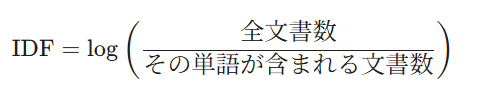 IDF = log ( 全文書数 / その単語が含まれる文書数 )